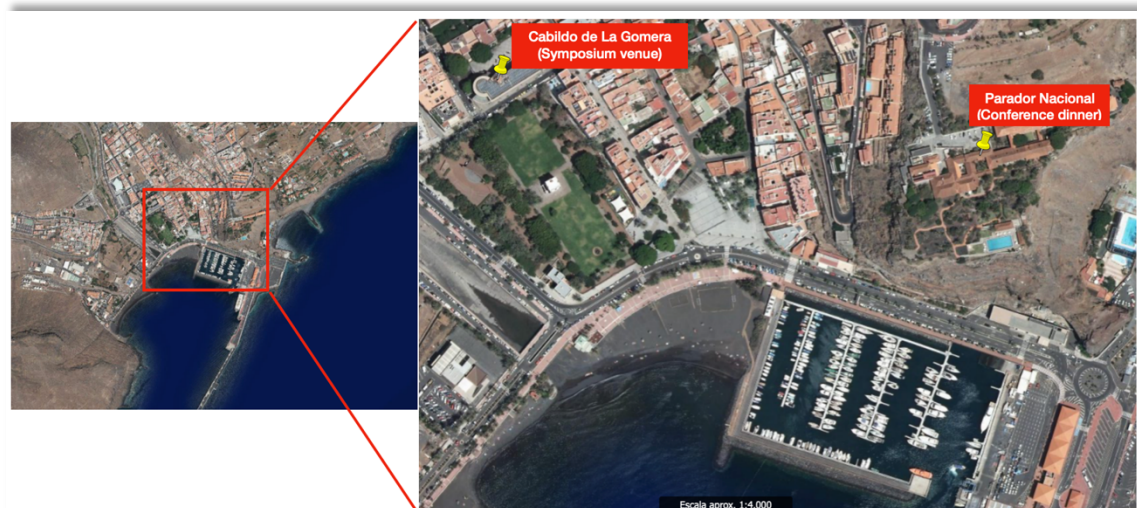 Cabildo de La Gomera
(Symposium venue)
Parador Nacional
(Conference dinner)
Escala aprox. 1:4.000